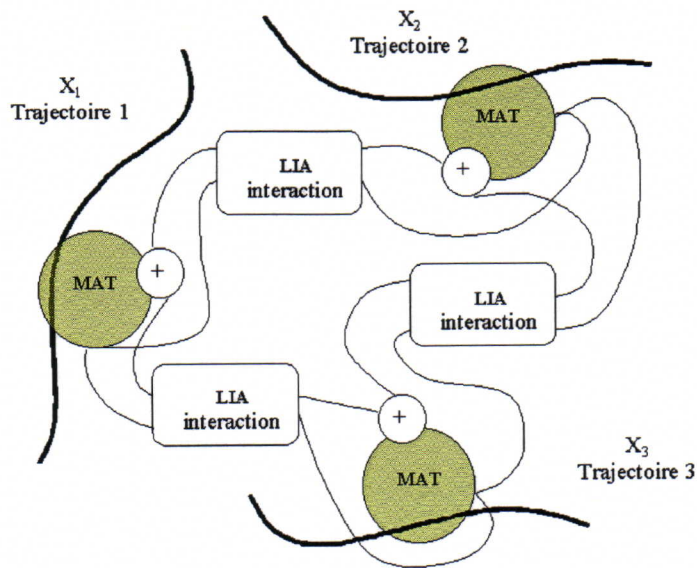 X₂
Trajectoire 2
X₁
Trajectoire 1
MAT
+
LIA
interaction
MAT
+
LIA
interaction
LIA
interaction
+
MAT
X₃
Trajectoire 3